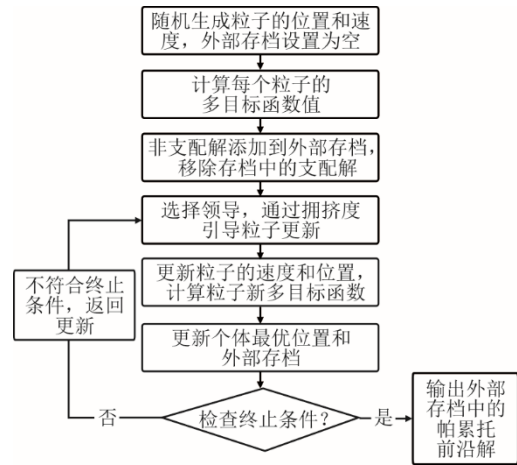 随机生成粒子的位置和速
度，外部存档设置为空
计算每个粒子的
多目标函数值
非支配解添加到外部存档，
移除存档中的支配解
选择领导，通过拥挤度
引导粒子更新
不符合终止
条件，返回
更新
更新粒子的速度和位置，
计算粒子新多目标函数
更新个体最优位置和
外部存档
否
检查终止条件？
是
输出外部
存档中的
帕累托
前沿解